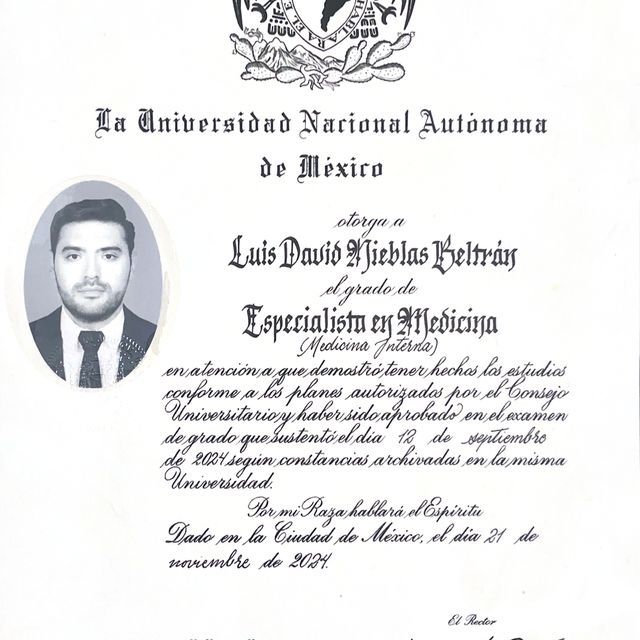 HABLARA EL E
La Universidad Nacional Autónoma
de México
otorga a
Luis David Nieblas Beltrán
el grado de
Especialista en Medicina
(Medicina Interna)
en atención a que demostró tener hechos los estudios
conforme a los planes autorizados por el Consejo
Universitario y haber sido aprobado en el examen
de grado que sustentó el día 12 de septiembre
de 2024 según constancias archivadas en la misma
Universidad.
Por mi Raza hablará el Espíritu
Dado en la Ciudad de México, el día 21 de
noviembre de 2024.
El Rector